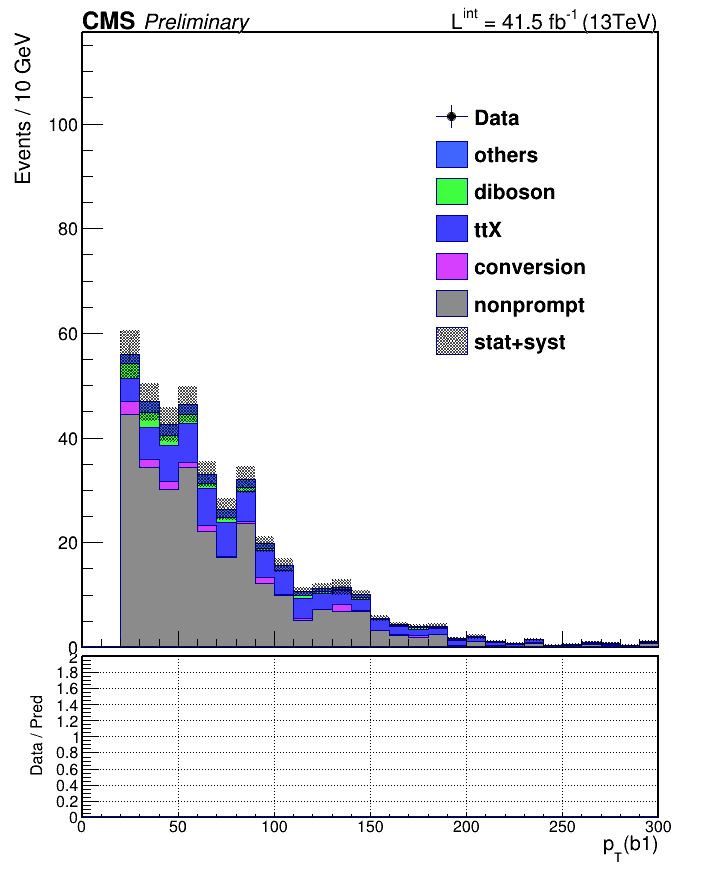 CMS Preliminary
L^int = 41.5 fb^-1 (13TeV)
Events / 10 GeV
100
80
60
40
20
0
Data
others
diboson
ttX
conversion
nonprompt
stat+syst
Data / Pred
2
1.8
1.6
1.4
1.2
1
0.8
0.6
0.4
0.2
0
0 50 100 150 200 250 300
p_T(b1)